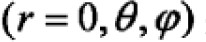 (r = 0, θ, φ)